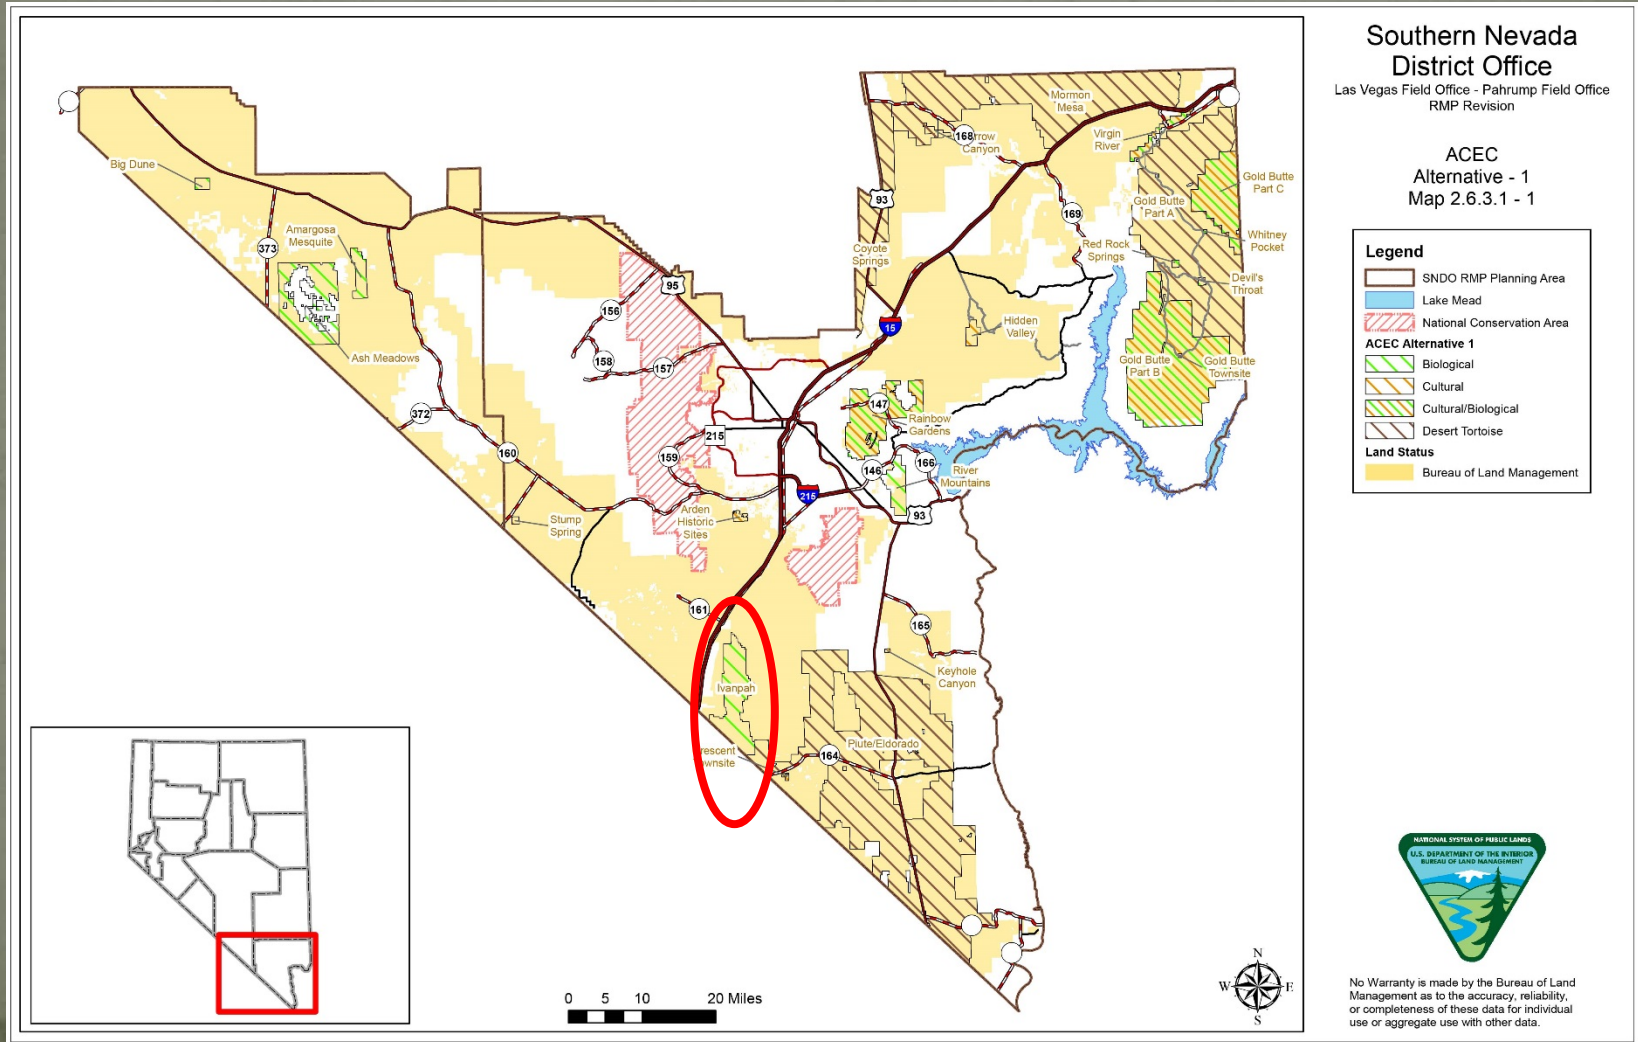 Southern Nevada
District Office
Las Vegas Field Office - Pahrump Field Office
RMP Revision
ACEC
Alternative - 1
Map 2.6.3.1 - 1
Legend
SNDO RMP Planning Area
Lake Mead
National Conservation Area
ACEC Alternative 1
Biological
Cultural
Cultural/Biological
Desert Tortoise
Land Status
Bureau of Land Management
Big Dune
Amargosa
Mesquite
373
Ash Meadows
372
160
95
156
158
157
159
215
Stump
Spring
Arden
Historic
Sites
161
Mormon
Mesa
168
Canyon
Virgin
River
93
169
Coyote
Springs
15
Hidden
Valley
Red Rock
Springs
Gold Butte
Part A
Gold Butte
Part C
Whitney
Pocket
Devil's
Throat
Gold Butte
Part B
Gold Butte
Townsite
147
Rainbow
Gardens
146
166
River
Mountains
215
93
165
Keyhole
Canyon
Ivanpah
164
Piute/Eldorado
0 5 10 20 Miles
N
W E
S
NATIONAL SYSTEM OF PUBLIC LANDS
U.S. DEPARTMENT OF THE INTERIOR
BUREAU OF LAND MANAGEMENT
No Warranty is made by the Bureau of Land
Management as to the accuracy, reliability,
or completeness of these data for individual
use or aggregate use with other data.